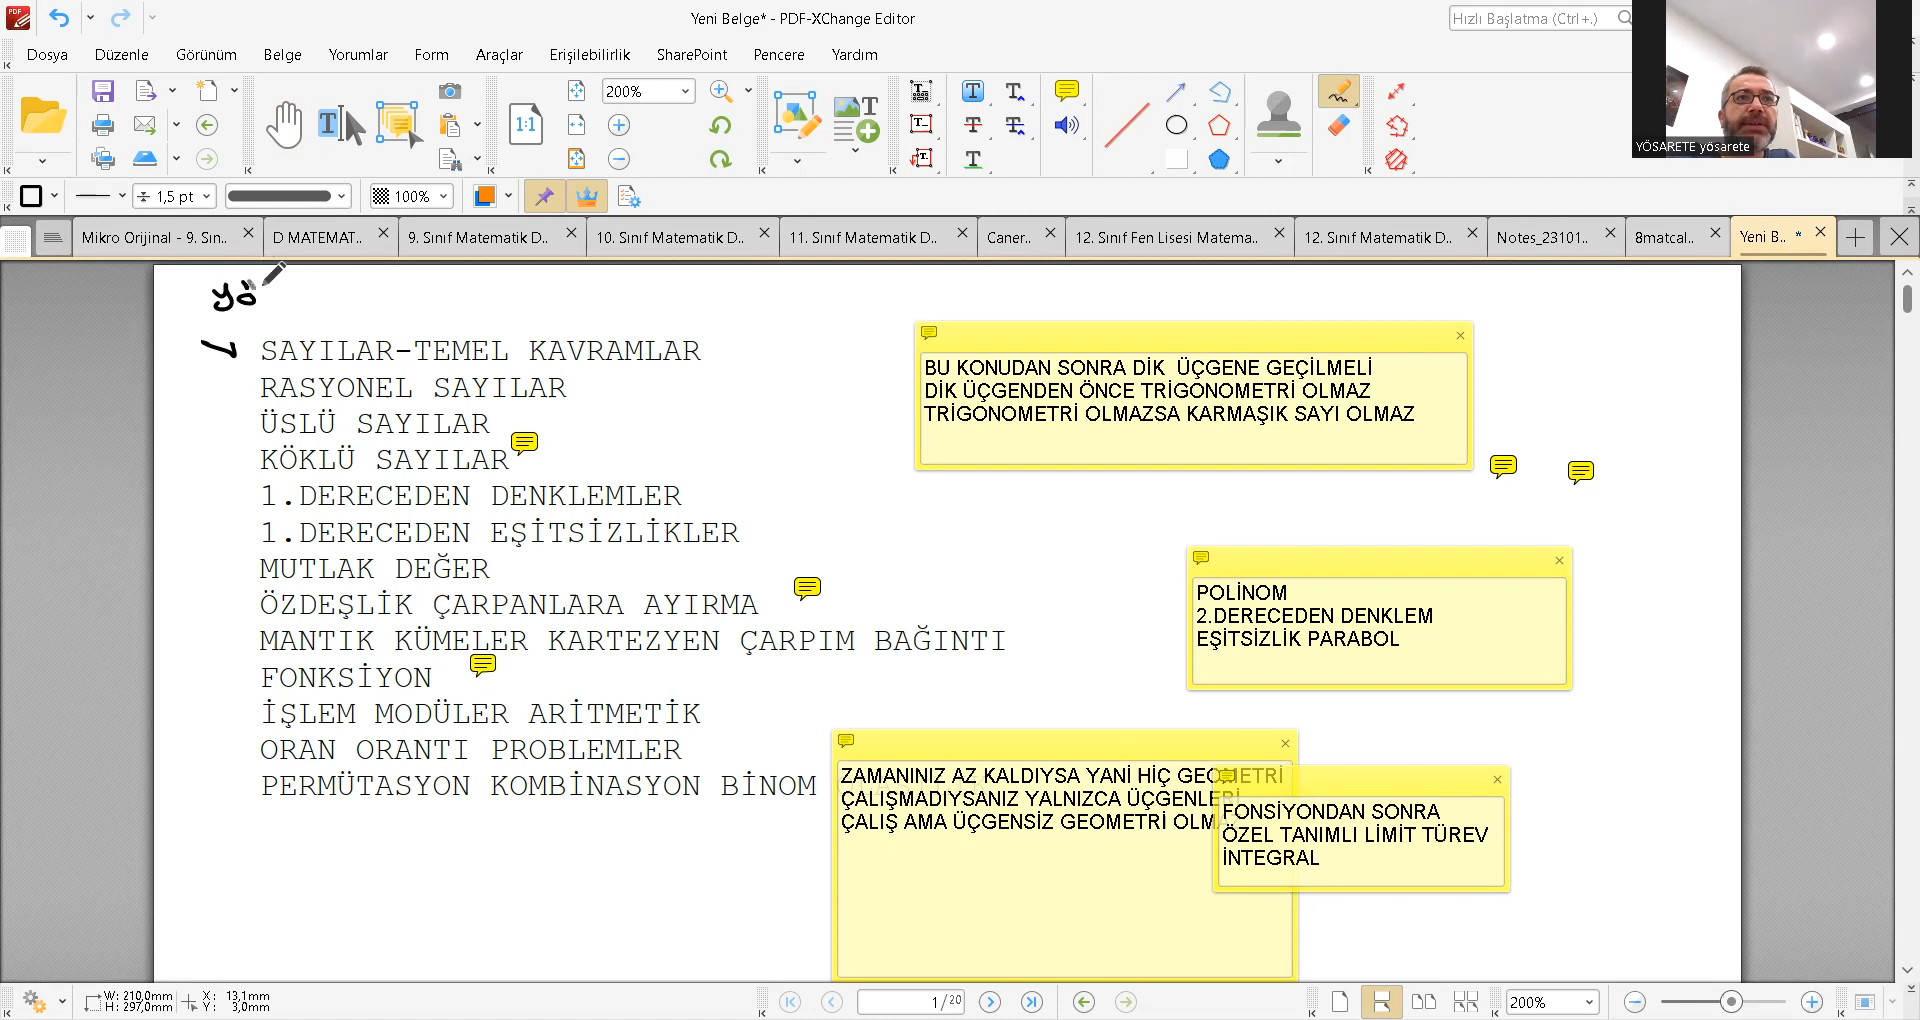 Yeni Belge* - PDF-XChange Editor
Hızlı Başlatma (Ctrl+.)
Dosya Düzenle Görünüm Belge Yorumlar Form Araçlar Erişilebilirlik SharePoint Pencere Yardım
200%
1:1
YÖSARETE yösarete
1,5 pt
100%
Mikro Orijinal - 9. Sın..
D MATEMAT..
9. Sınıf Matematik D..
10. Sınıf Matematik D..
11. Sınıf Matematik D..
Caner..
12. Sınıf Fen Lisesi Matema..
12. Sınıf Matematik D..
Notes_23101..
8matcal..
Yeni B.. *
yö
SAYILAR-TEMEL KAVRAMLAR
RASYONEL SAYILAR
ÜSLÜ SAYILAR
KÖKLÜ SAYILAR
1.DERECEDEN DENKLEMLER
1.DERECEDEN EŞİTSİZLİKLER
MUTLAK DEĞER
ÖZDEŞLİK ÇARPANLARA AYIRMA
MANTIK KÜMELER KARTEZYEN ÇARPIM BAĞINTI
FONKSİYON
İŞLEM MODÜLER ARİTMETİK
ORAN ORANTI PROBLEMLER
PERMÜTASYON KOMBİNASYON BİNOM
BU KONUDAN SONRA DİK ÜÇGENE GEÇİLMELİ
DİK ÜÇGENDEN ÖNCE TRİGONOMETRİ OLMAZ
TRİGONOMETRİ OLMAZSA KARMAŞIK SAYI OLMAZ
POLİNOM
2.DERECEDEN DENKLEM
EŞİTSİZLİK PARABOL
ZAMANINIZ AZ KALDIYSA YANİ HİÇ GEOMETRİ
ÇALIŞMADIYSANIZ YALNIZCA ÜÇGENLERİ
ÇALIŞ AMA ÜÇGENSİZ GEOMETRİ
FONSİYONDAN SONRA
ÖZEL TANIMLI LİMİT TÜREV
İNTEGRAL
W: 210,0mm
H: 297,0mm
X: 13,1mm
Y: 3,0mm
1/20
200%